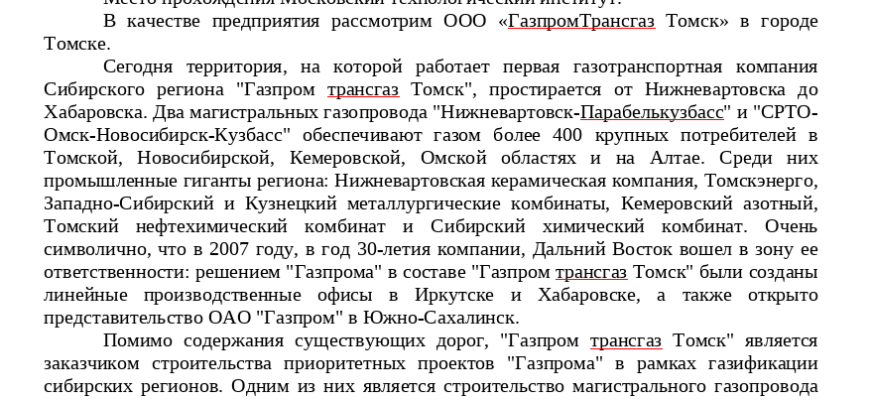 Место прохождения Московский технологический институт.
В качестве предприятия рассмотрим ООО «ГазпромТрансгаз Томск» в городе
Томске.
Сегодня территория, на которой работает первая газотранспортная компания
Сибирского региона "Газпром трансгаз Томск", простирается от Нижневартовска до
Хабаровска. Два магистральных газопровода "Нижневартовск-Парабелькузбасс" и "СРТО-
Омск-Новосибирск-Кузбасс" обеспечивают газом более 400 крупных потребителей в
Томской, Новосибирской, Кемеровской, Омской областях и на Алтае. Среди них
промышленные гиганты региона: Нижневартовская керамическая компания, Томскэнерго,
Западно-Сибирский и Кузнецкий металлургические комбинаты, Кемеровский азотный,
Томский нефтехимический комбинат и Сибирский химический комбинат. Очень
символично, что в 2007 году, в год 30-летия компании, Дальний Восток вошел в зону ее
ответственности: решением "Газпрома" в составе "Газпром трансгаз Томск" были созданы
линейные производственные офисы в Иркутске и Хабаровске, а также открыто
представительство ОАО "Газпром" в Южно-Сахалинск.
Помимо содержания существующих дорог, "Газпром трансгаз Томск" является
заказчиком строительства приоритетных проектов "Газпрома" в рамках газификации
сибирских регионов. Одним из них является строительство магистрального газопровода